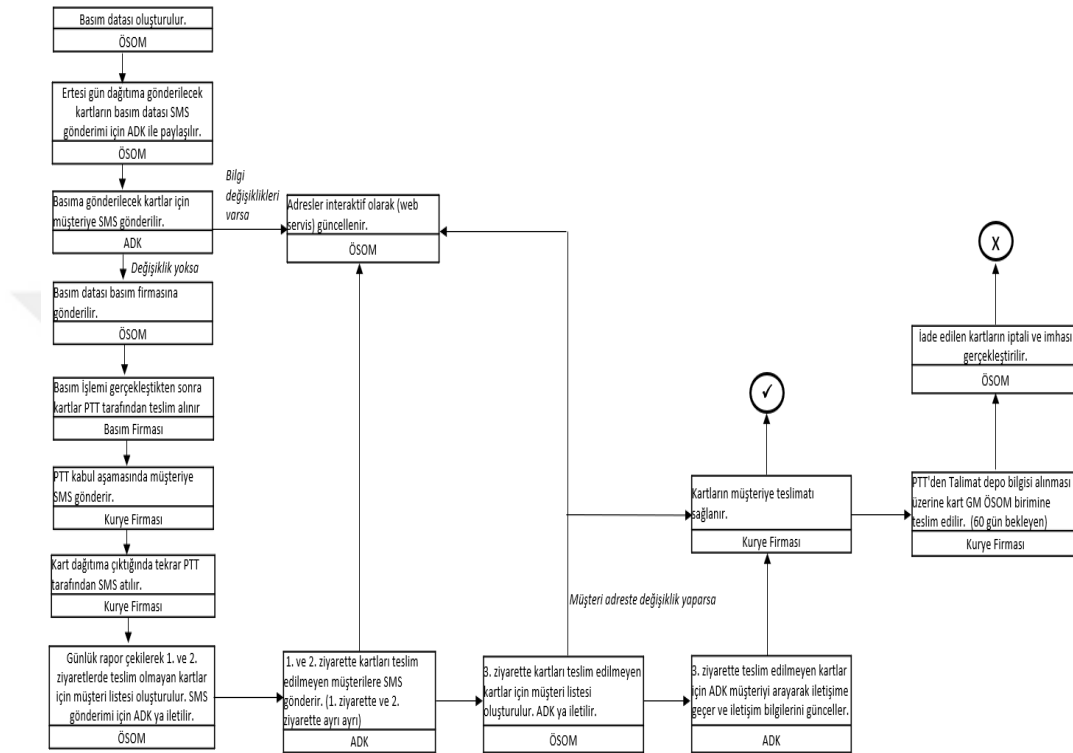 Basım datası oluşturulur.
ÖSOM
Ertesi gün dağıtıma gönderilecek
kartların basım datası SMS
gönderimi için ADK ile paylaşılır.
ÖSOM
Basıma gönderilecek kartlar için
müşteriye SMS gönderilir.
ADK
Bilgi
değişiklikleri
varsa
Adresler interaktif olarak (web
servis) güncellenir.
ÖSOM
Değişiklik yoksa
Basım datası basım firmasına
gönderilir.
ÖSOM
Basım İşlemi gerçekleştikten sonra
kartlar PTT tarafından teslim alınır
Basım Firması
PTT kabul aşamasında müşteriye
SMS gönderir.
Kurye Firması
Kart dağıtıma çıktığında tekrar PTT
tarafından SMS atılır.
Kurye Firması
Günlük rapor çekilerek 1. ve 2.
ziyaretlerde teslim olmayan kartlar
için müşteri listesi oluşturulur. SMS
gönderimi için ADK ya iletilir.
ÖSOM
1. ve 2. ziyarette kartları teslim
edilmeyen müşterilere SMS
gönderir. (1. ziyarette ve 2.
ziyarette ayrı ayrı)
ADK
3. ziyarette kartları teslim edilmeyen
kartlar için müşteri listesi
oluşturulur. ADK ya iletilir.
ÖSOM
Müşteri adreste değişiklik yaparsa
3. ziyarette teslim edilmeyen kartlar
için ADK müşteriyi arayarak iletişime
geçer ve iletişim bilgilerini günceller.
ADK
Kartların müşteriye teslimatı
sağlanır.
Kurye Firması
✓
PTT'den Talimat depo bilgisi alınması
üzerine kart GM ÖSOM birimine
teslim edilir. (60 gün bekleyen)
Kurye Firması
İade edilen kartların iptali ve imhası
gerçekleştirilir.
ÖSOM
X